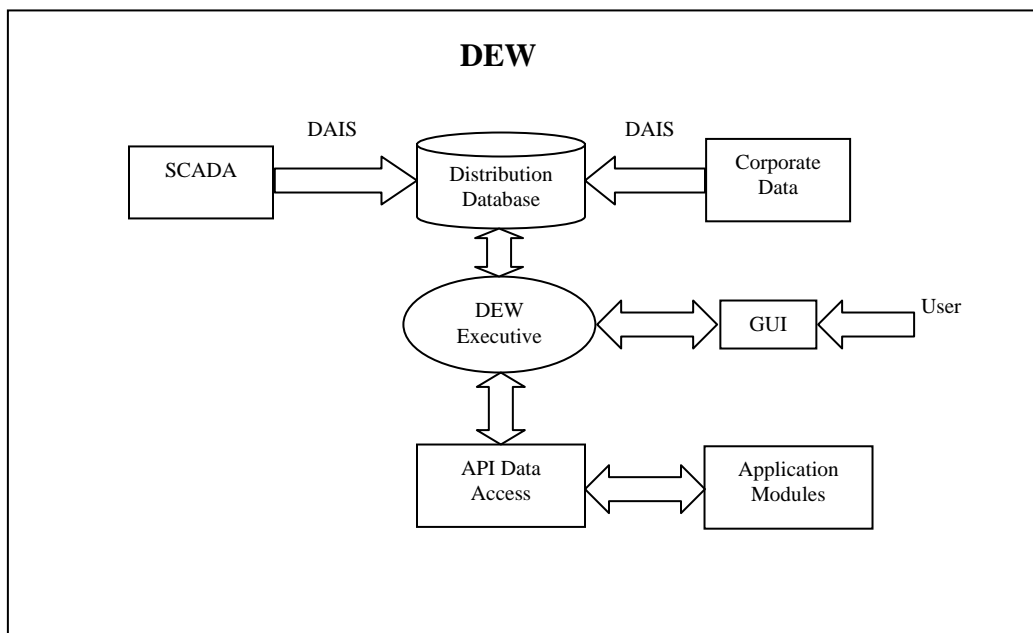 DEW
DAIS
DAIS
SCADA
Distribution
Database
Corporate
Data
DEW
Executive
GUI
User
API Data
Access
Application
Modules